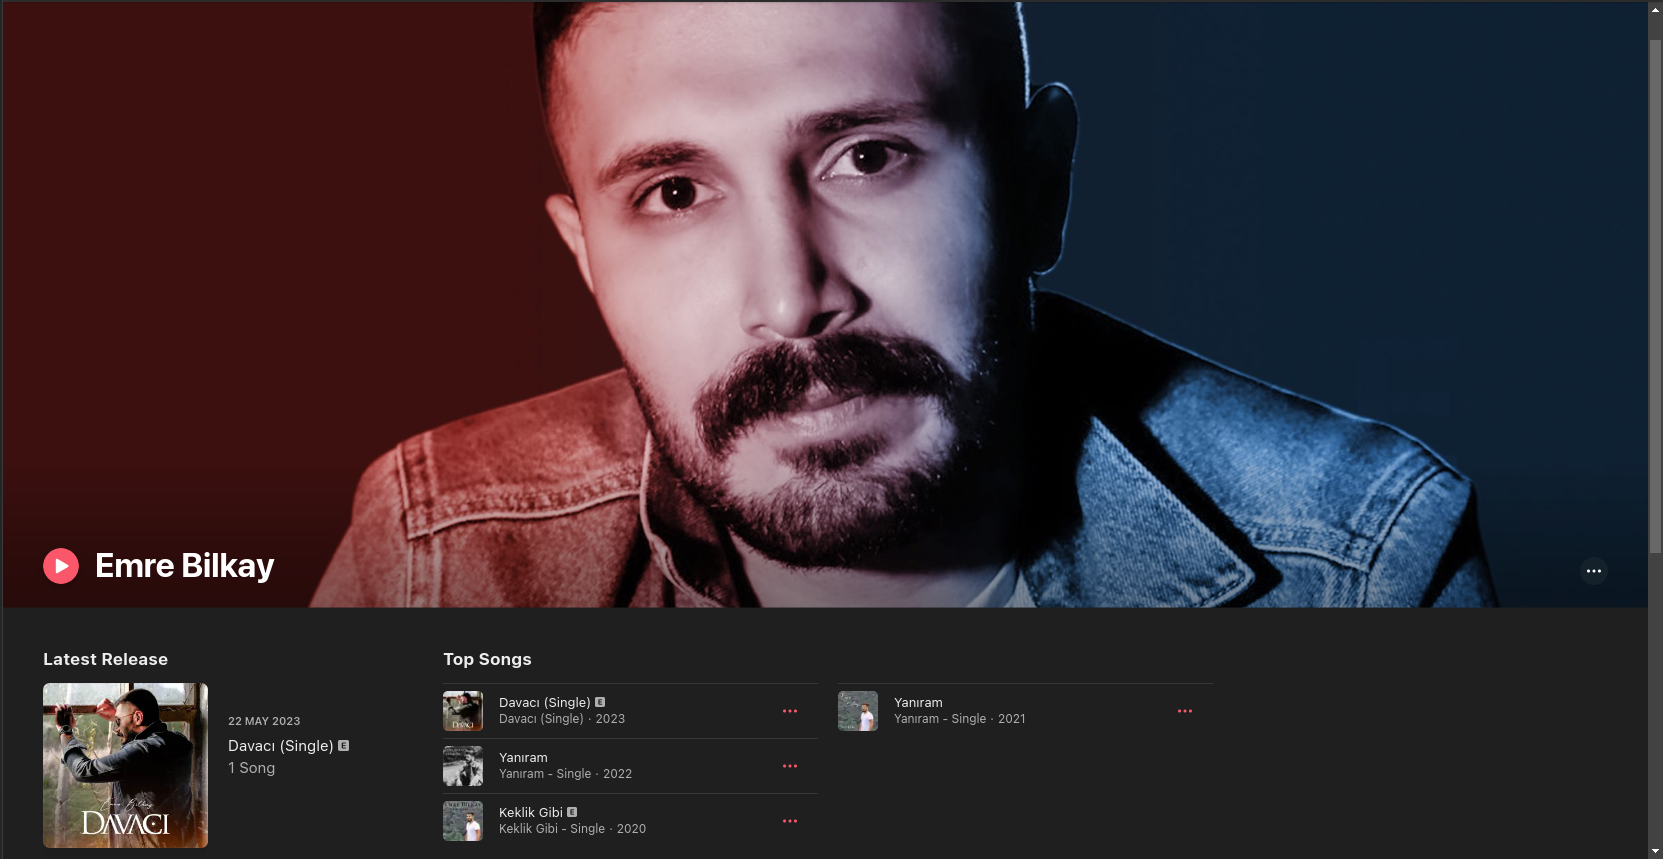 Emre Bilkay
Latest Release
22 MAY 2023
Davacı (Single) E
1 Song
Emre Bilkay
DAVACI
Top Songs
Davacı (Single) E
Davacı (Single) · 2023
Yanıram
Yanıram - Single · 2022
Keklik Gibi E
Keklik Gibi - Single · 2020
Yanıram
Yanıram - Single · 2021